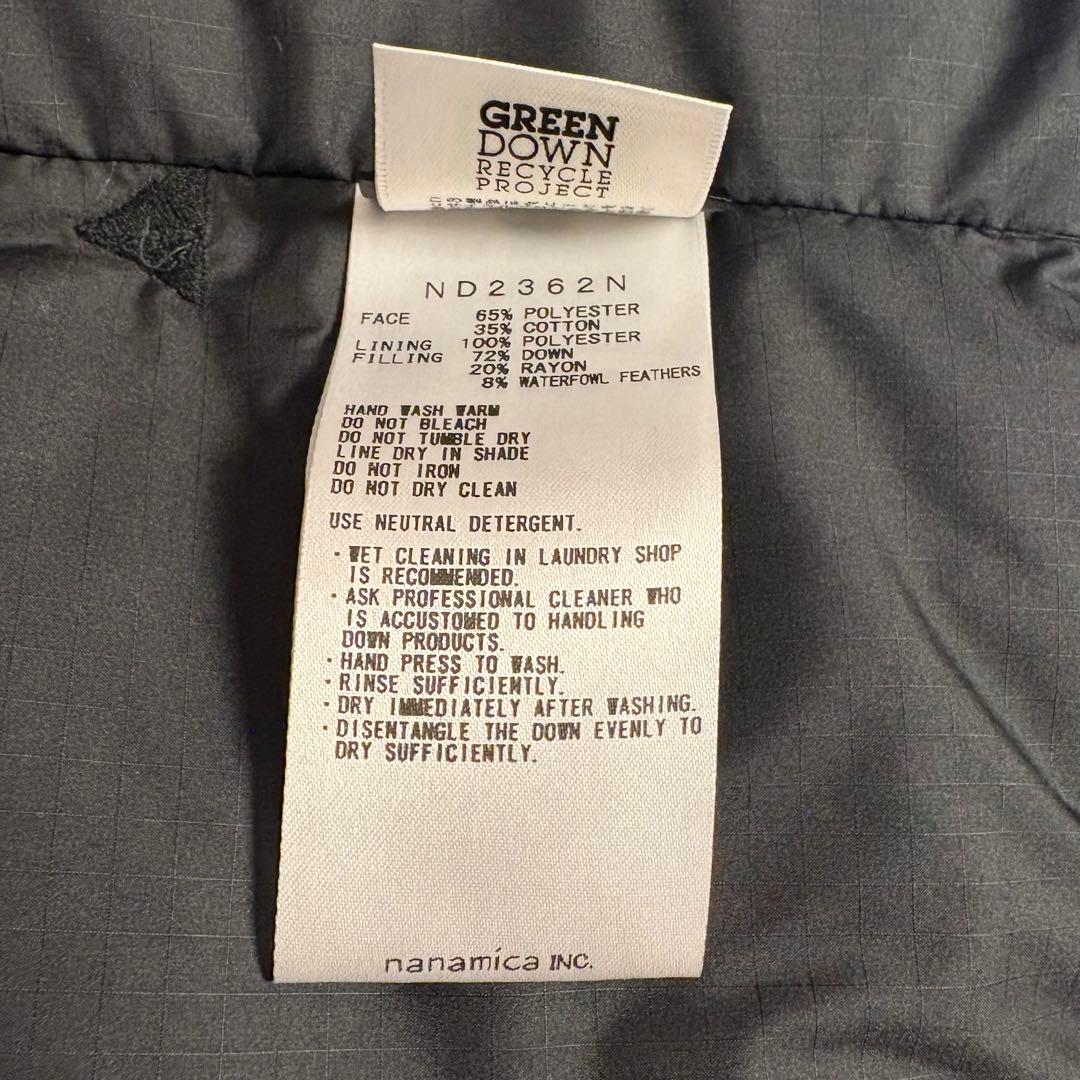 GREEN
DOWN
RECYCLE
PROJECT
ND2362N
FACE 65% POLYESTER
35% COTTON
LINING 100% POLYESTER
FILLING 72% DOWN
20% RAYON
8% WATERFOWL FEATHERS
HAND WASH WARM
DO NOT BLEACH
DO NOT TUMBLE DRY
LINE DRY IN SHADE
DO NOT IRON
DO NOT DRY CLEAN
USE NEUTRAL DETERGENT.
・WET CLEANING IN LAUNDRY SHOP
IS RECOMMENDED.
・ASK PROFESSIONAL CLEANER WHO
IS ACCUSTOMED TO HANDLING
DOWN PRODUCTS.
・HAND PRESS TO WASH.
・RINSE SUFFICIENTLY.
・DRY IMMEDIATELY AFTER WASHING.
・DISENTANGLE THE DOWN EVENLY TO
DRY SUFFICIENTLY.
nanamica INC.